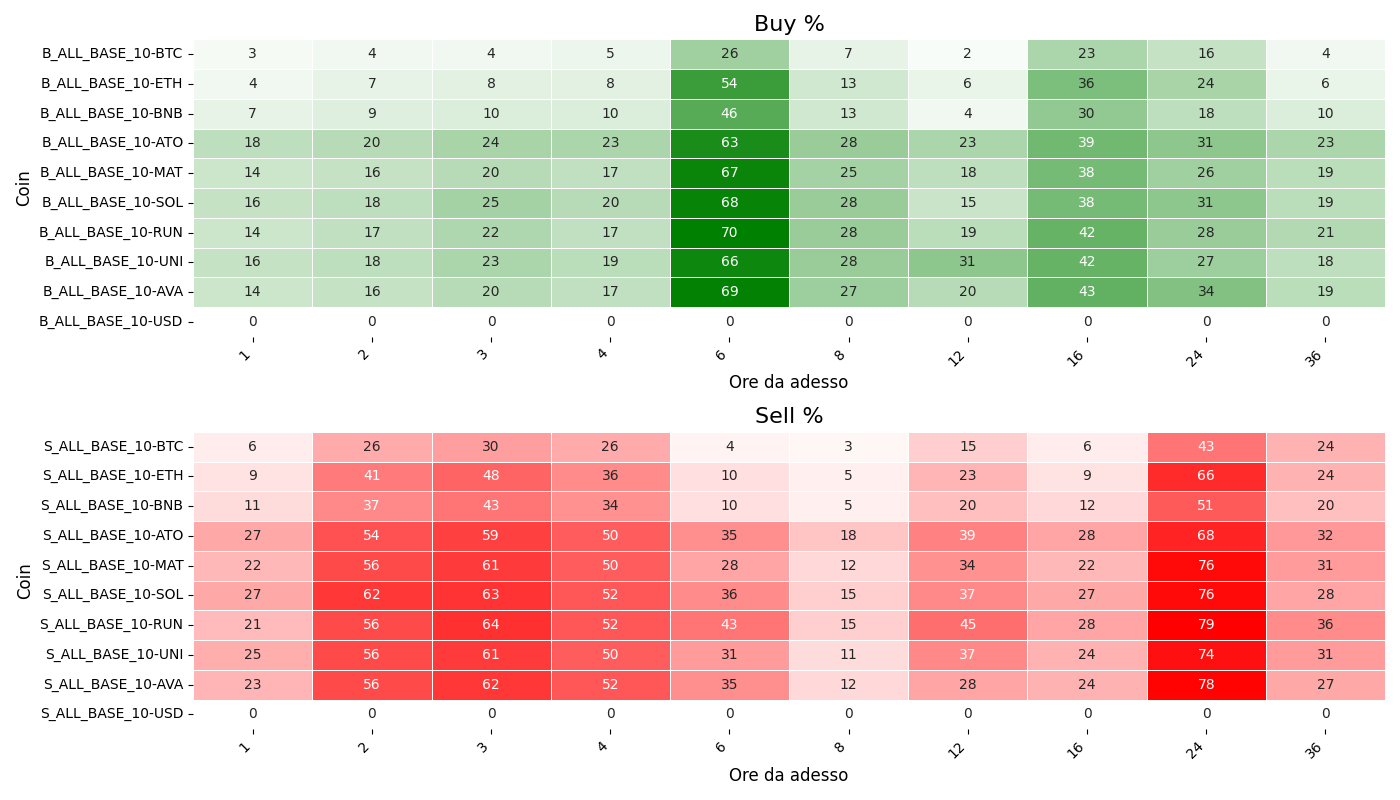 Buy %
Coin
B_ALL_BASE_10-BTC 3 4 4 5 26 7 2 23 16 4
B_ALL_BASE_10-ETH 4 7 8 8 54 13 6 36 24 6
B_ALL_BASE_10-BNB 7 9 10 10 46 13 4 30 18 10
B_ALL_BASE_10-ATO 18 20 24 23 63 28 23 39 31 23
B_ALL_BASE_10-MAT 14 16 20 17 67 25 18 38 26 19
B_ALL_BASE_10-SOL 16 18 25 20 68 28 15 38 31 19
B_ALL_BASE_10-RUN 14 17 22 17 70 28 19 42 28 21
B_ALL_BASE_10-UNI 16 18 23 19 66 28 31 42 27 18
B_ALL_BASE_10-AVA 14 16 20 17 69 27 20 43 34 19
B_ALL_BASE_10-USD 0 0 0 0 0 0 0 0 0 0
1 2 3 4 6 8 12 16 24 36
Ore da adesso
Sell %
Coin
S_ALL_BASE_10-BTC 6 26 30 26 4 3 15 6 43 24
S_ALL_BASE_10-ETH 9 41 48 36 10 5 23 9 66 24
S_ALL_BASE_10-BNB 11 37 43 34 10 5 20 12 51 20
S_ALL_BASE_10-ATO 27 54 59 50 35 18 39 28 68 32
S_ALL_BASE_10-MAT 22 56 61 50 28 12 34 22 76 31
S_ALL_BASE_10-SOL 27 62 63 52 36 15 37 27 76 28
S_ALL_BASE_10-RUN 21 56 64 52 43 15 45 28 79 36
S_ALL_BASE_10-UNI 25 56 61 50 31 11 37 24 74 31
S_ALL_BASE_10-AVA 23 56 62 52 35 12 28 24 78 27
S_ALL_BASE_10-USD 0 0 0 0 0 0 0 0 0 0
1 2 3 4 6 8 12 16 24 36
Ore da adesso